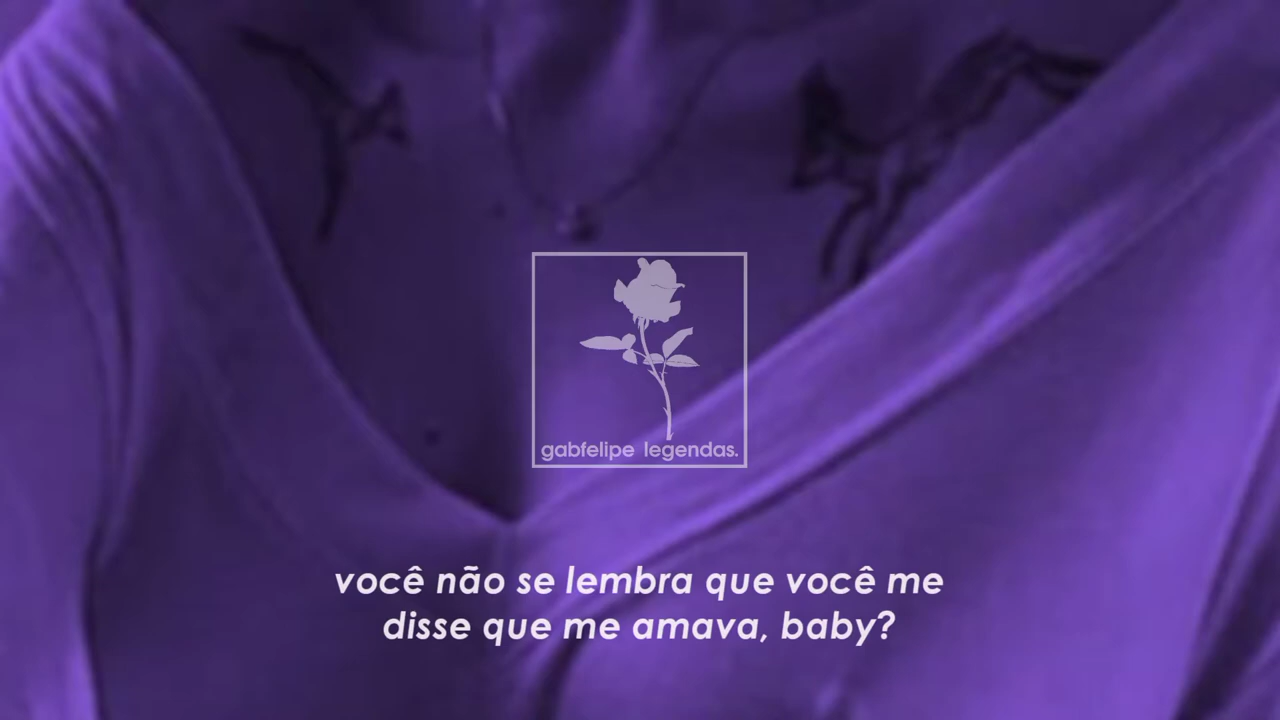 gabfelipe legendas.
você não se lembra que você me
disse que me amava, baby?